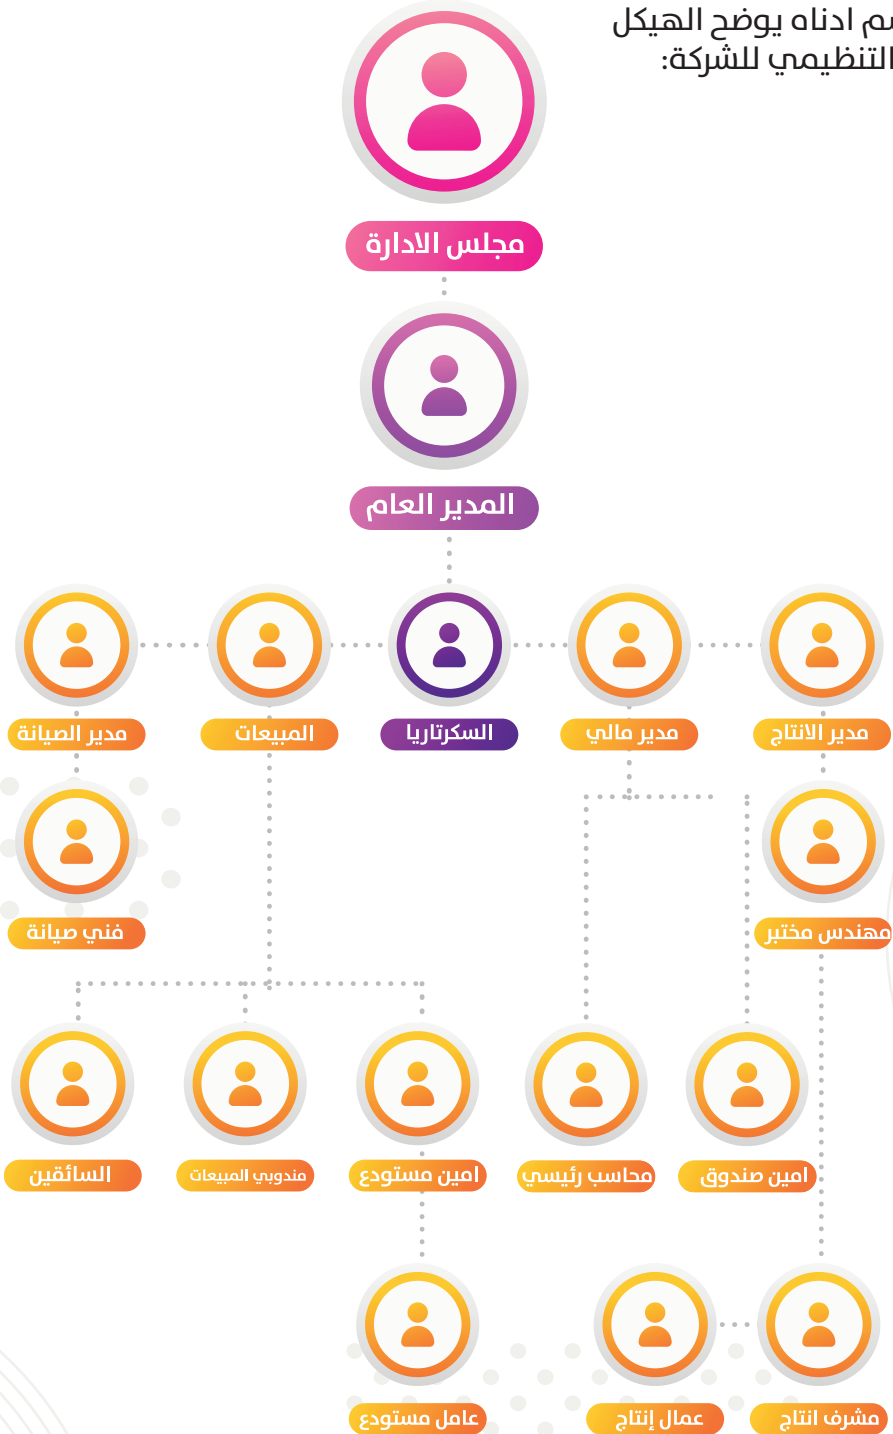 ادناه يوضح الهيكل
التنظيمي للشركة:
مجلس الادارة
المدير العام
مدير الانتاج
مدير مالي
السكرتاريا
المبيعات
مدير الصيانة
مهندس مختبر
فني صيانة
امين صندوق
محاسب رئيسي
امين مستودع
مندوبي المبيعات
السائقين
مشرف انتاج
عمال إنتاج
عامل مستودع